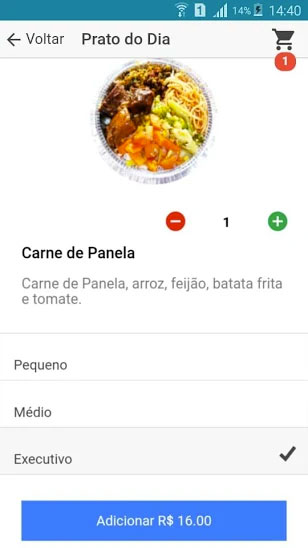 1 14% 14:40
Voltar Prato do Dia
1
1
Carne de Panela
Carne de Panela, arroz, feijão, batata frita
e tomate.
Pequeno
Médio
Executivo
Adicionar R$ 16.00